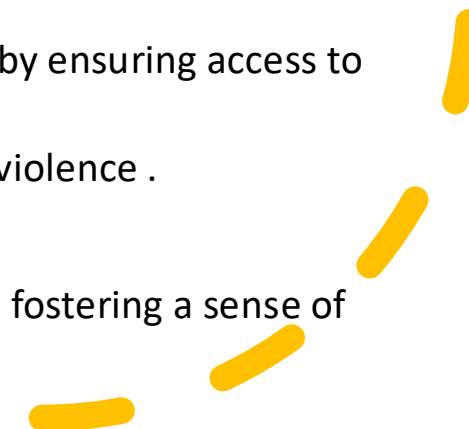 by ensuring access to
violence .
fostering a sense of